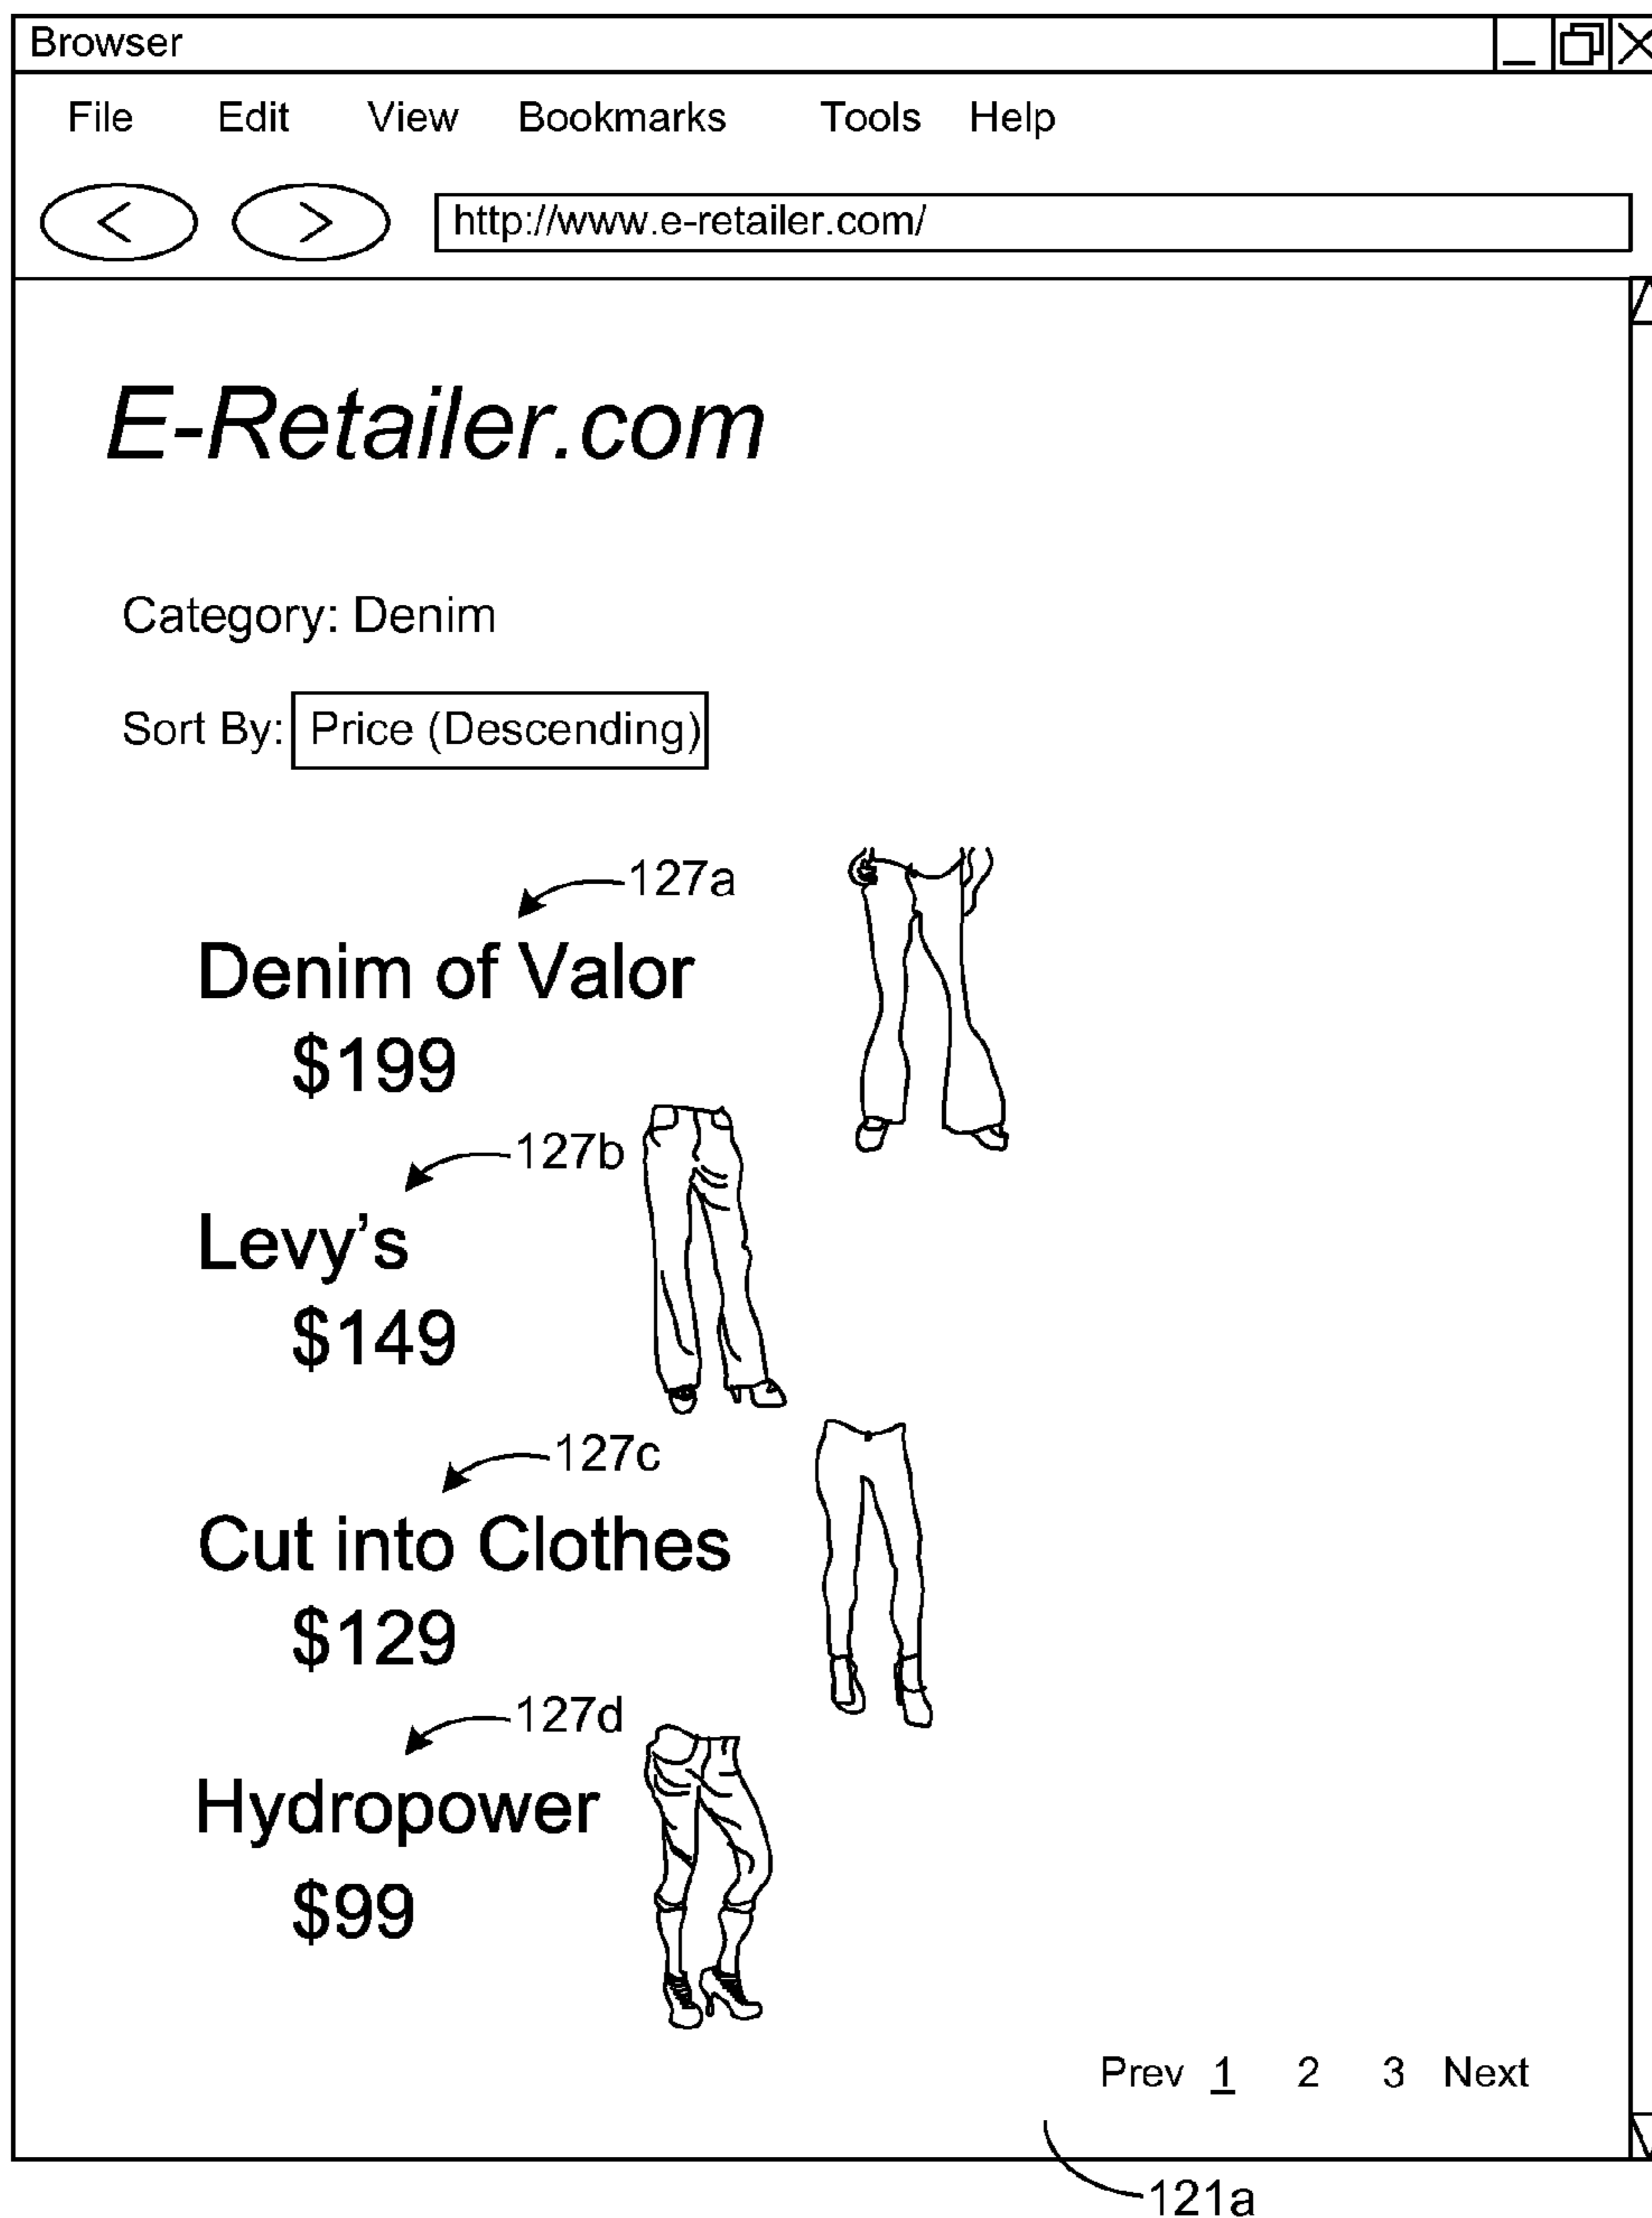 Browser
File Edit View Bookmarks Tools Help
< > http://www.e-retailer.com/
E-Retailer.com
Category: Denim
Sort By: Price (Descending)
127a
Denim of Valor
$199
127b
Levy's
$149
127c
Cut into Clothes
$129
127d
Hydropower
$99
Prev 1 2 3 Next
121a